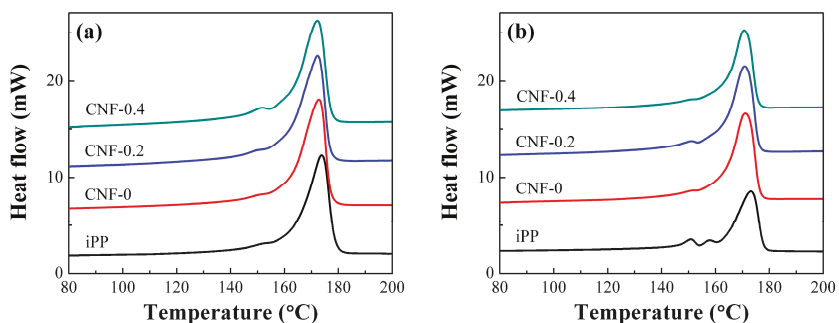 (a)
Heat flow (mW)
20
10
0
CNF-0.4
CNF-0.2
CNF-0
iPP
80 100 120 140 160 180 200
Temperature (°C)
(b)
Heat flow (mW)
20
10
0
CNF-0.4
CNF-0.2
CNF-0
iPP
80 100 120 140 160 180 200
Temperature (°C)